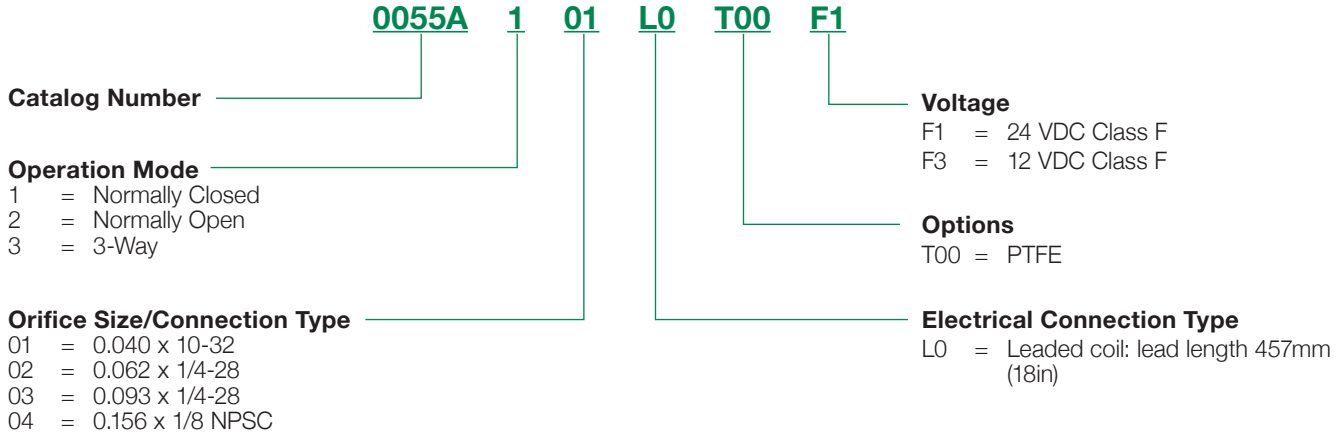 0055A 1 01 L0 T00 F1
Catalog Number
Operation Mode
1 = Normally Closed
2 = Normally Open
3 = 3-Way
Orifice Size/Connection Type
01 = 0.040 x 10-32
02 = 0.062 x 1/4-28
03 = 0.093 x 1/4-28
04 = 0.156 x 1/8 NPSC
Voltage
F1 = 24 VDC Class F
F3 = 12 VDC Class F
Options
T00 = PTFE
Electrical Connection Type
L0 = Leaded coil: lead length 457mm
(18in)